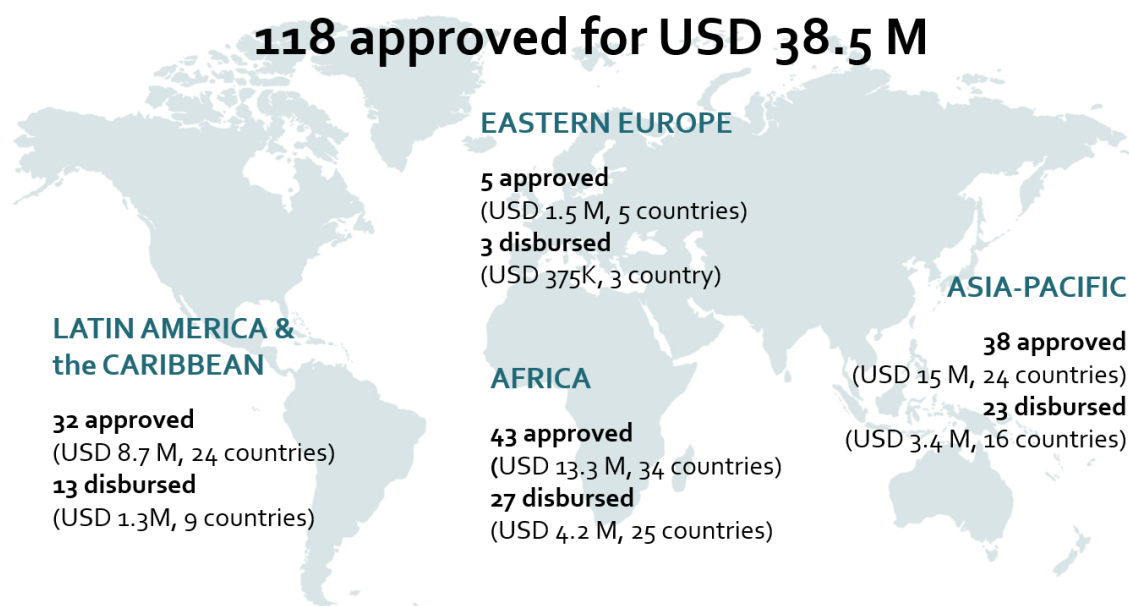 118 approved for USD 38.5 M
EASTERN EUROPE
5 approved
(USD 1.5 M, 5 countries)
3 disbursed
(USD 375K, 3 country)
ASIA-PACIFIC
38 approved
(USD 15 M, 24 countries)
23 disbursed
(USD 3.4 M, 16 countries)
LATIN AMERICA &
the CARIBBEAN
32 approved
(USD 8.7 M, 24 countries)
13 disbursed
(USD 1.3M, 9 countries)
AFRICA
43 approved
(USD 13.3 M, 34 countries)
27 disbursed
(USD 4.2 M, 25 countries)